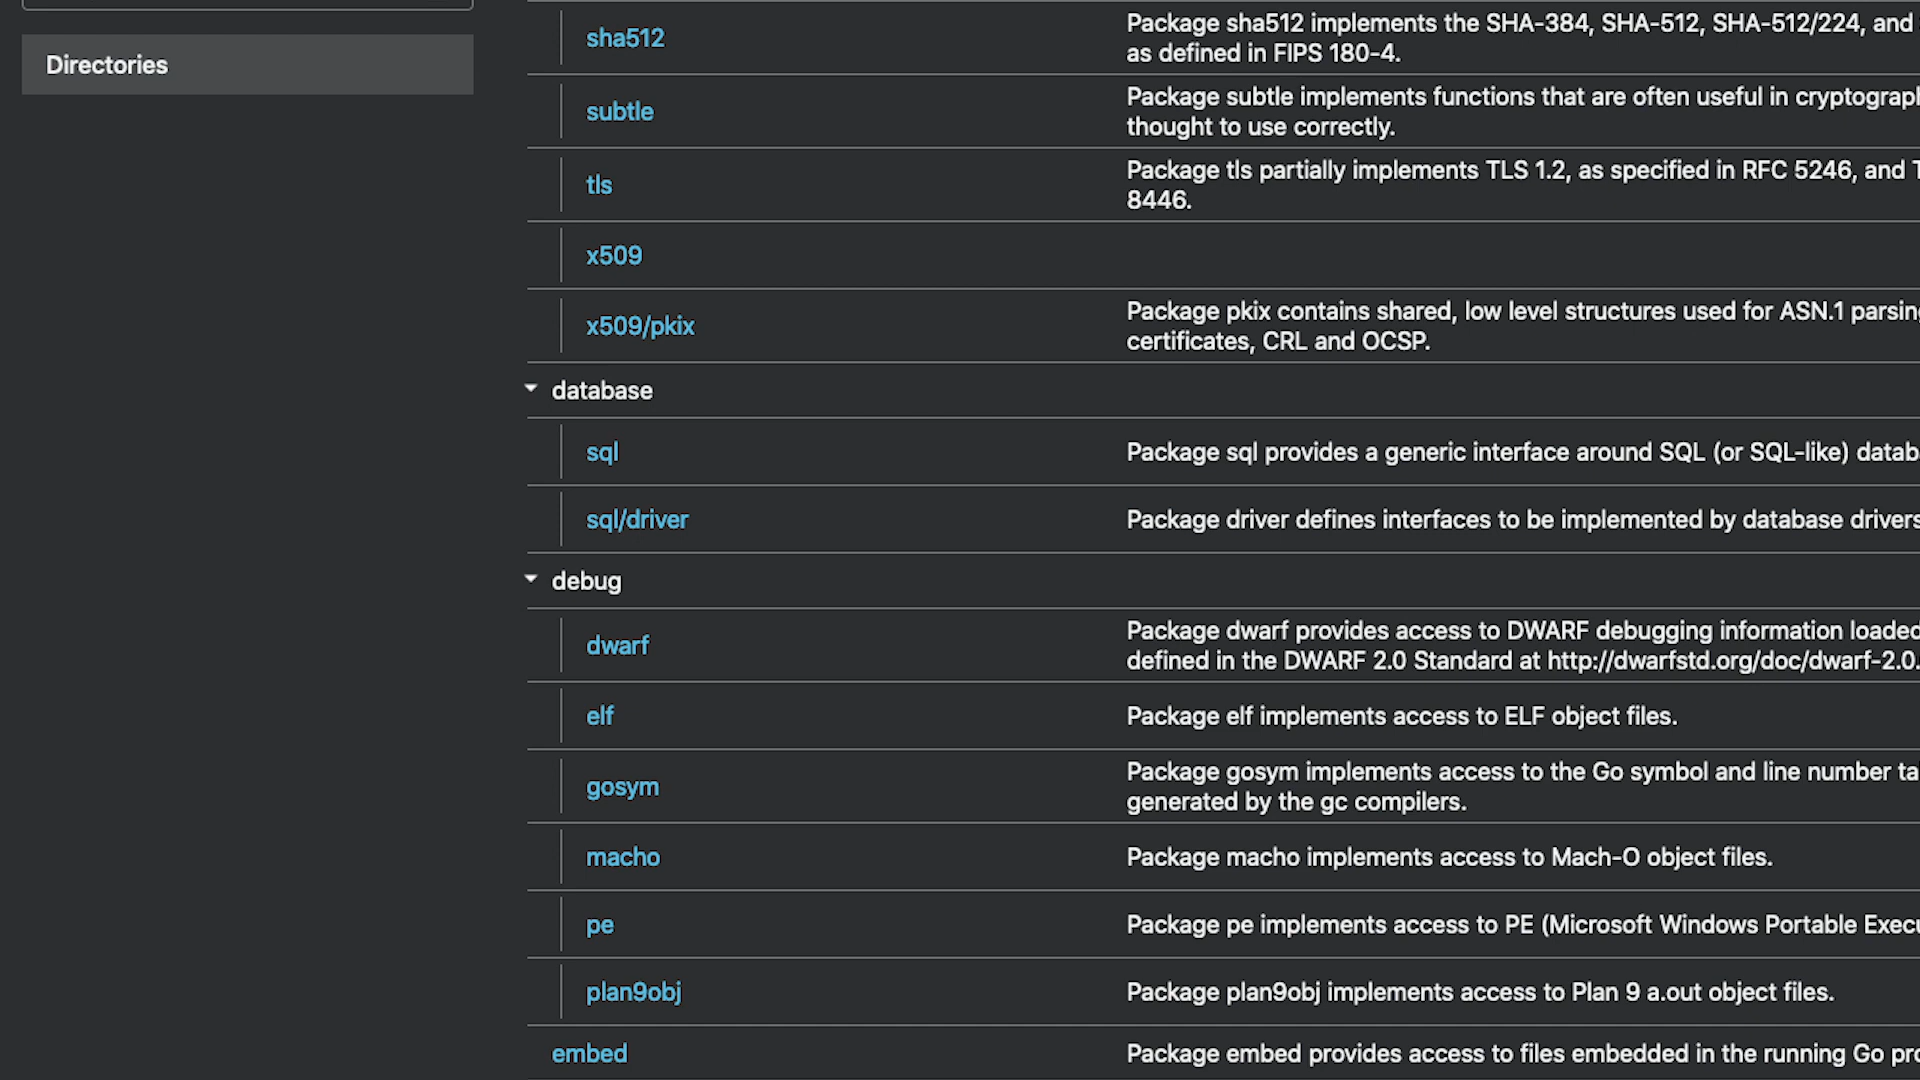 Directories
sha512
Package sha512 implements the SHA-384, SHA-512, SHA-512/224, and
as defined in FIPS 180-4.
subtle
Package subtle implements functions that are often useful in cryptograph
thought to use correctly.
tls
Package tls partially implements TLS 1.2, as specified in RFC 5246, and T
8446.
x509
x509/pkix
Package pkix contains shared, low level structures used for ASN.1 parsing
certificates, CRL and OCSP.
database
sql
Package sql provides a generic interface around SQL (or SQL-like) databa
sql/driver
Package driver defines interfaces to be implemented by database drivers
debug
dwarf
Package dwarf provides access to DWARF debugging information loaded
defined in the DWARF 2.0 Standard at http://dwarfstd.org/doc/dwarf-2.0.
elf
Package elf implements access to ELF object files.
gosym
Package gosym implements access to the Go symbol and line number ta
generated by the gc compilers.
macho
Package macho implements access to Mach-O object files.
pe
Package pe implements access to PE (Microsoft Windows Portable Execu
plan9obj
Package plan9obj implements access to Plan 9 a.out object files.
embed
Package embed provides access to files embedded in the running Go pro